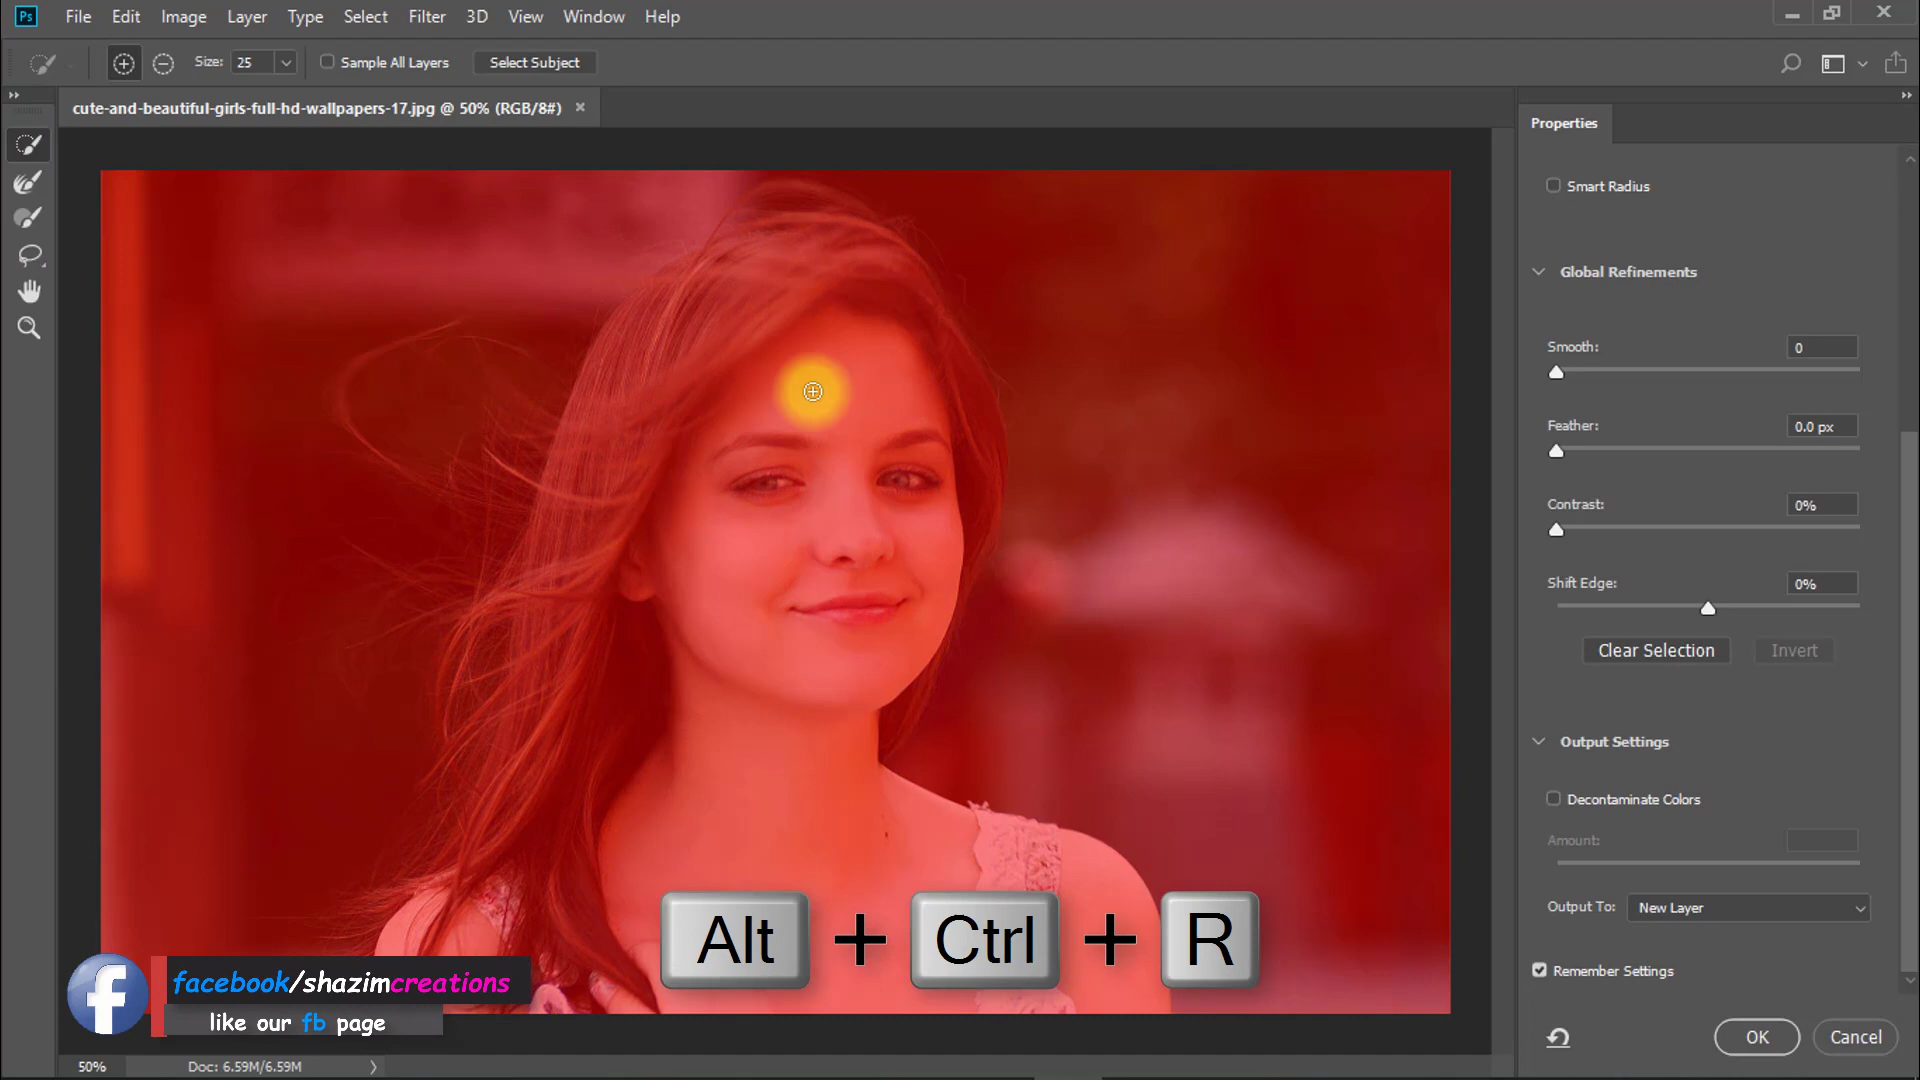 Ps File Edit Image Layer Type Select Filter 3D View Window Help
Size: 25 Sample All Layers Select Subject
cute-and-beautiful-girls-full-hd-wallpapers-17.jpg @ 50% (RGB/8#) ×
Properties
Smart Radius
Global Refinements
Smooth: 0
Feather: 0.0 px
Contrast: 0%
Shift Edge: 0%
Clear Selection Invert
Output Settings
Decontaminate Colors
Amount:
Output To: New Layer
Remember Settings
OK Cancel
Alt + Ctrl + R
f facebook/shazimcreations
like our fb page
50% Doc: 6.59M/6.59M